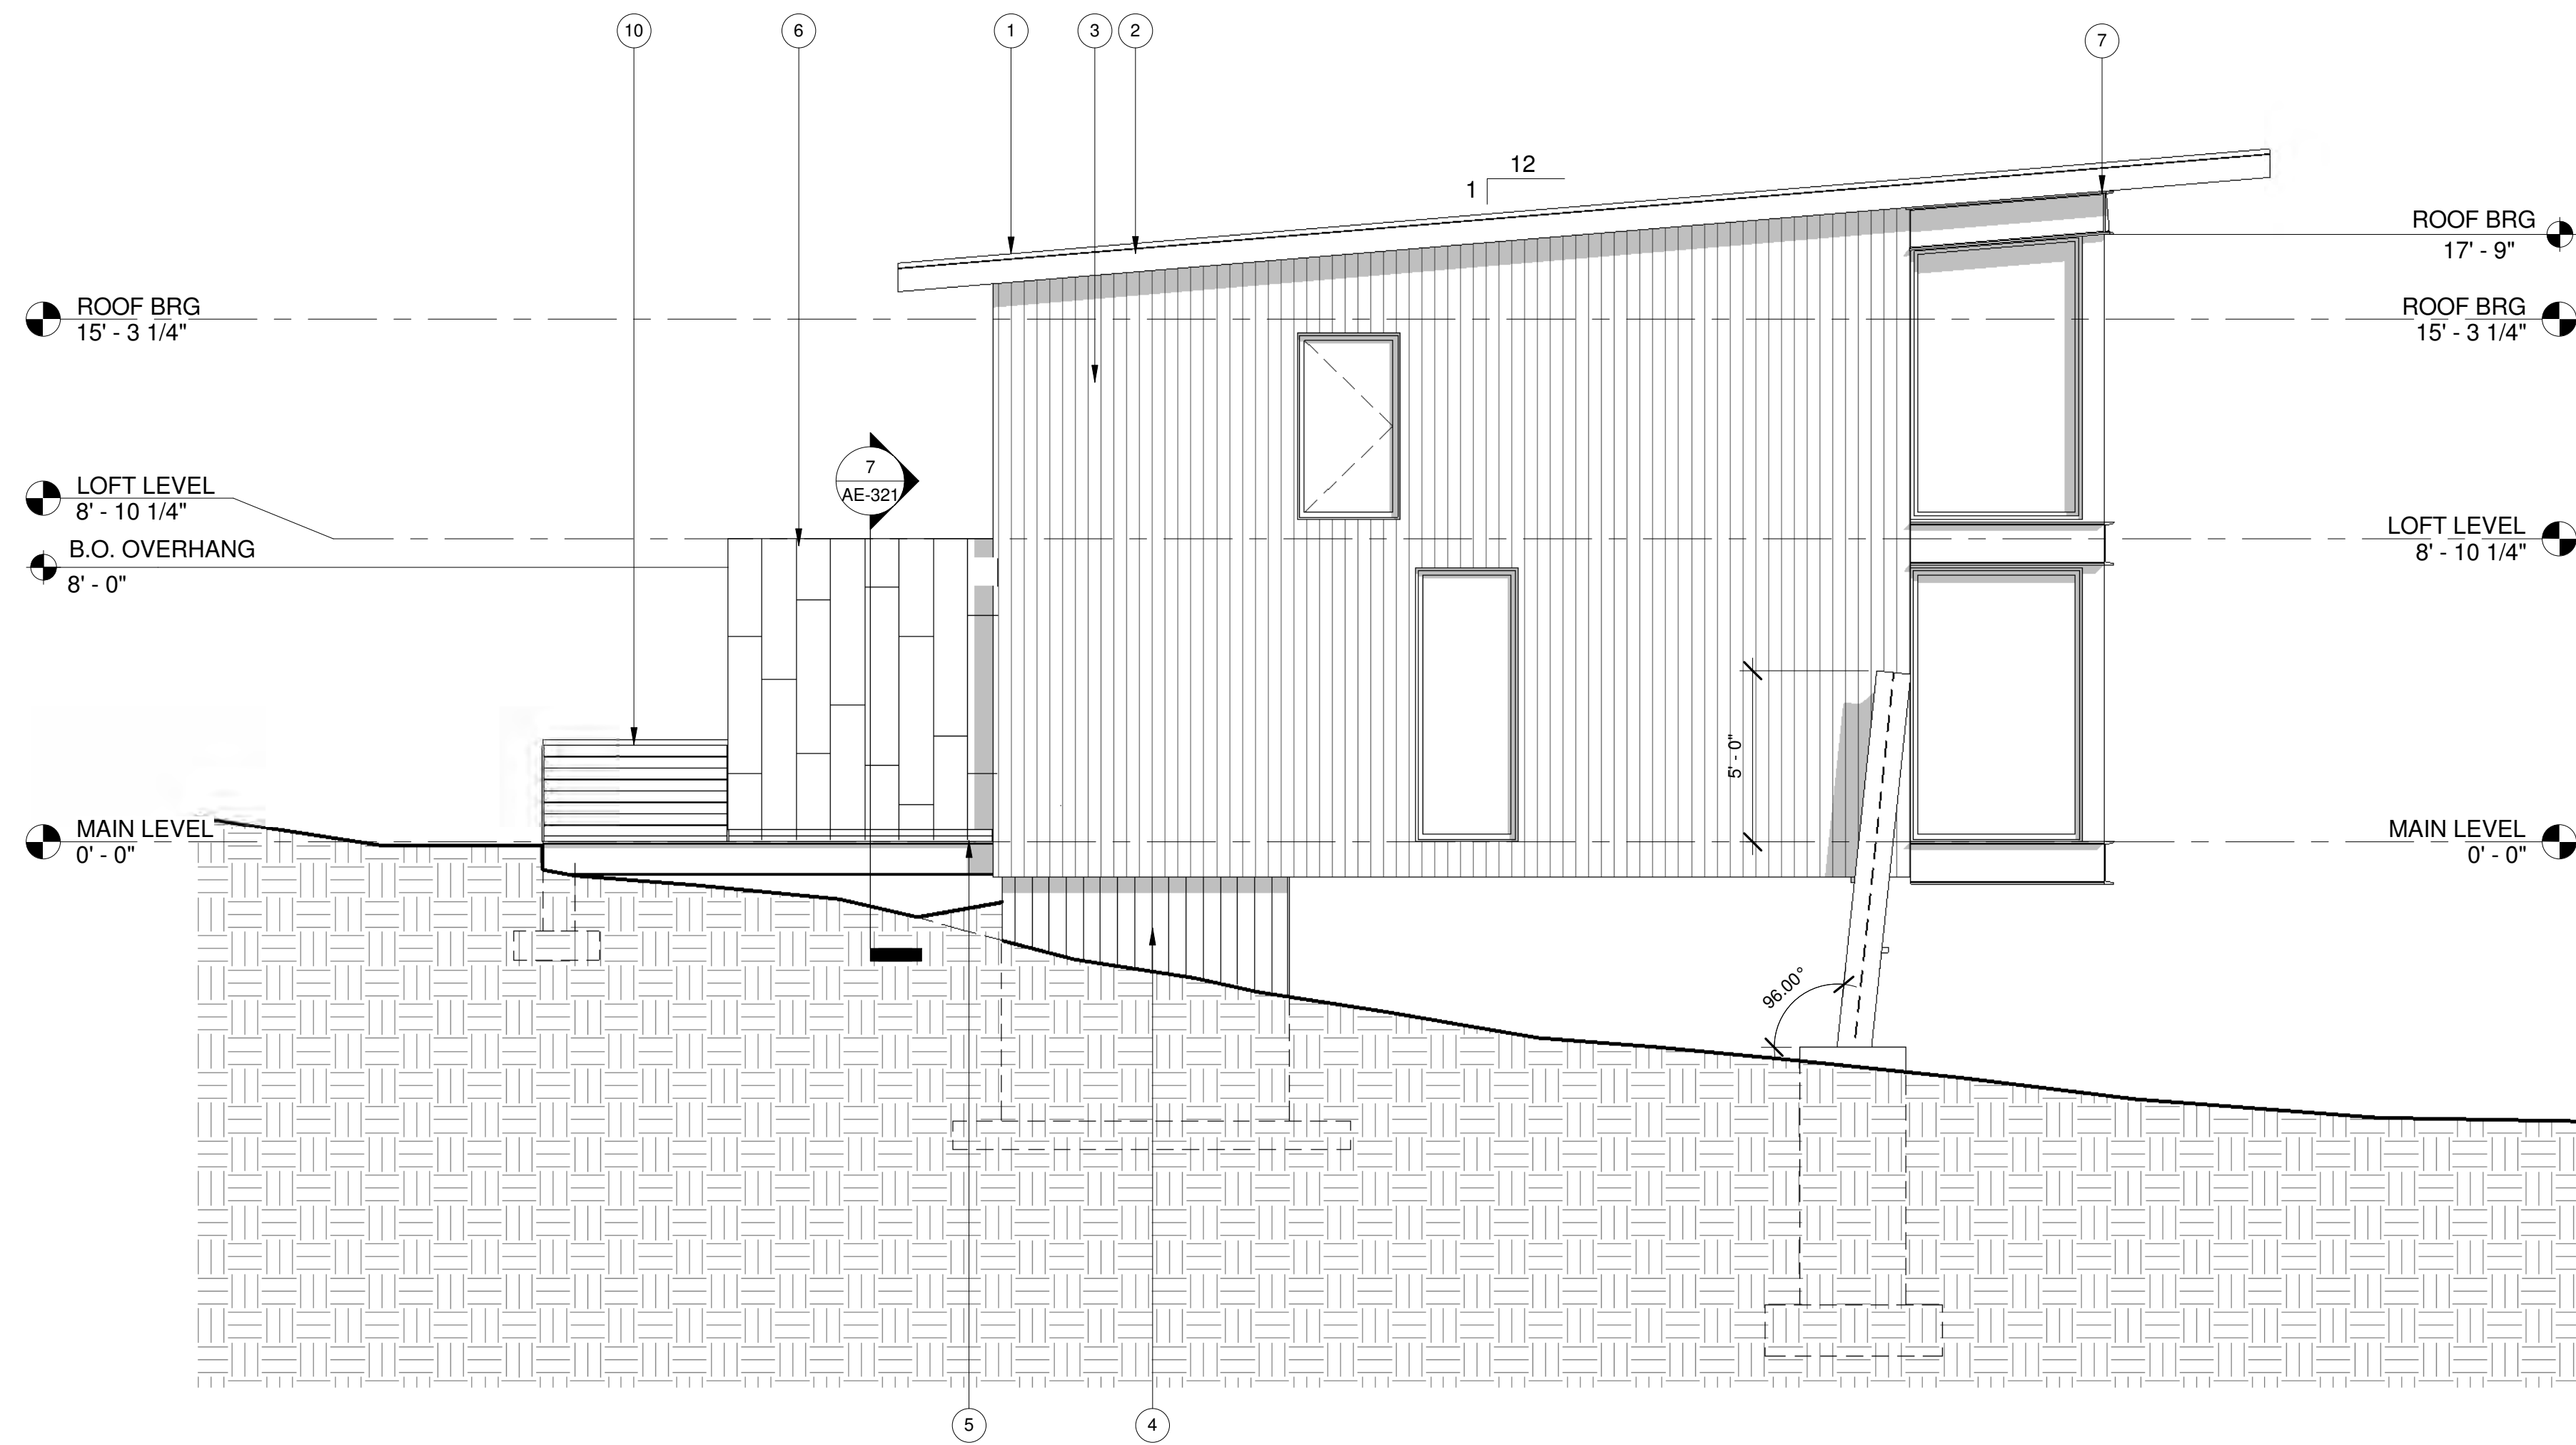 10
6
1
3
2
7
12
1
ROOF BRG
17' - 9"
ROOF BRG
15' - 3 1/4"
ROOF BRG
15' - 3 1/4"
7
AE-321
LOFT LEVEL
8' - 10 1/4"
LOFT LEVEL
8' - 10 1/4"
B.O. OVERHANG
8' - 0"
5' - 0"
MAIN LEVEL
0' - 0"
MAIN LEVEL
0' - 0"
96.00°
5
4